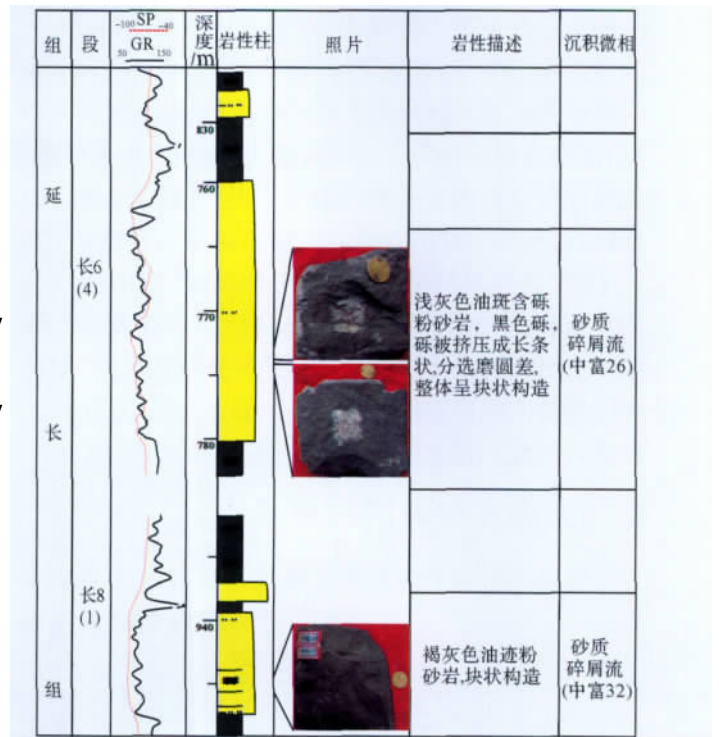 组
段
-100 SP -40
GR
50 150
深度/m
岩性柱
照片
岩性描述
沉积微相
830
760
770
780
940
延
长
组
长6
(4)
长8
(1)
浅灰色油斑含砾
粉砂岩，黑色砾，
砾被挤压成长条
状,分选磨圆差,
整体呈块状构造
砂质
碎屑流
(中富26)
褐灰色油迹粉
砂岩,块状构造
砂质
碎屑流
(中富32)